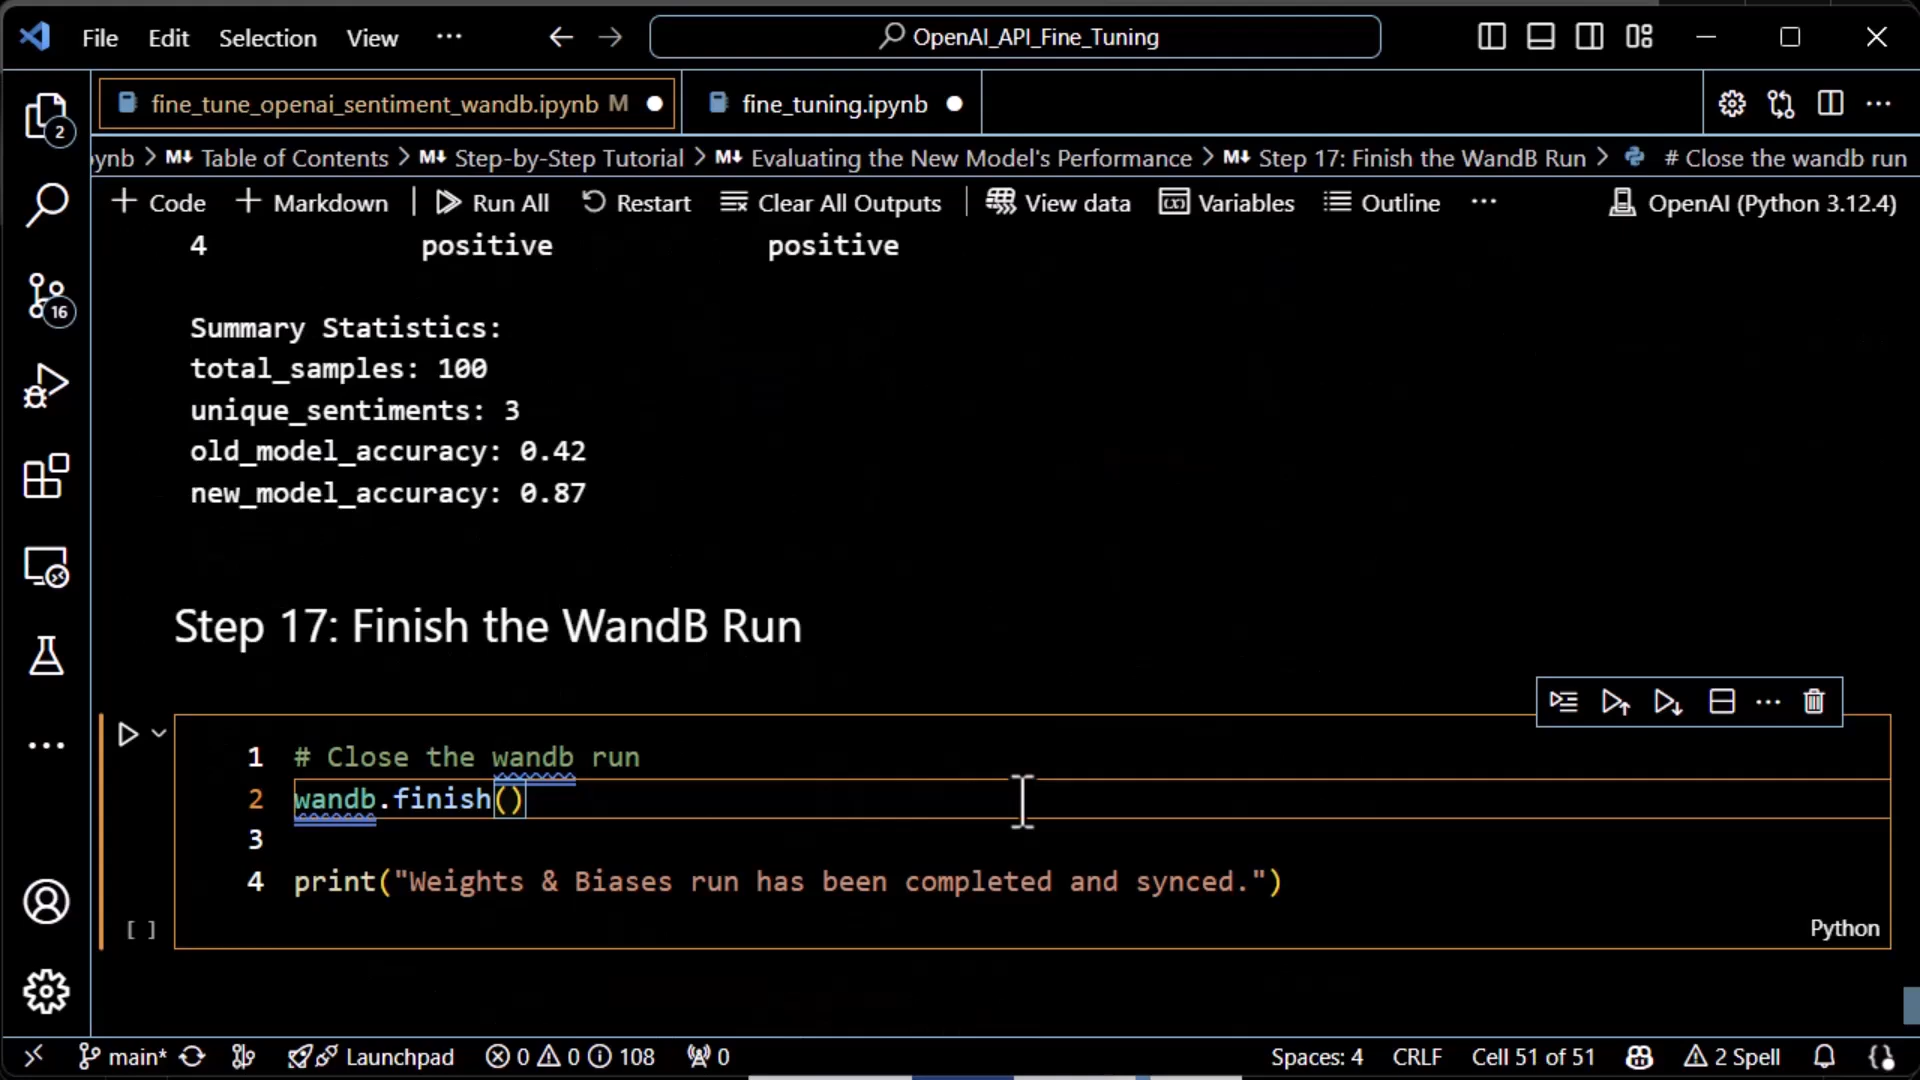 File Edit Selection View ··· OpenAI_API_Fine_Tuning
fine_tune_openai_sentiment_wandb.ipynb M fine_tuning.ipynb
ynb > M↓ Table of Contents > M↓ Step-by-Step Tutorial > M↓ Evaluating the New Model's Performance > M↓ Step 17: Finish the WandB Run > # Close the wandb run
+ Code + Markdown | Run All Restart Clear All Outputs | View data Variables Outline ··· OpenAI (Python 3.12.4)
4 positive positive
Summary Statistics:
total_samples: 100
unique_sentiments: 3
old_model_accuracy: 0.42
new_model_accuracy: 0.87
Step 17: Finish the WandB Run
1 # Close the wandb run
2 wandb.finish()
3
4 print("Weights & Biases run has been completed and synced.")
[ ] Python
2
16
main* Launchpad 0 0 108 0 Spaces: 4 CRLF Cell 51 of 51 2 Spell